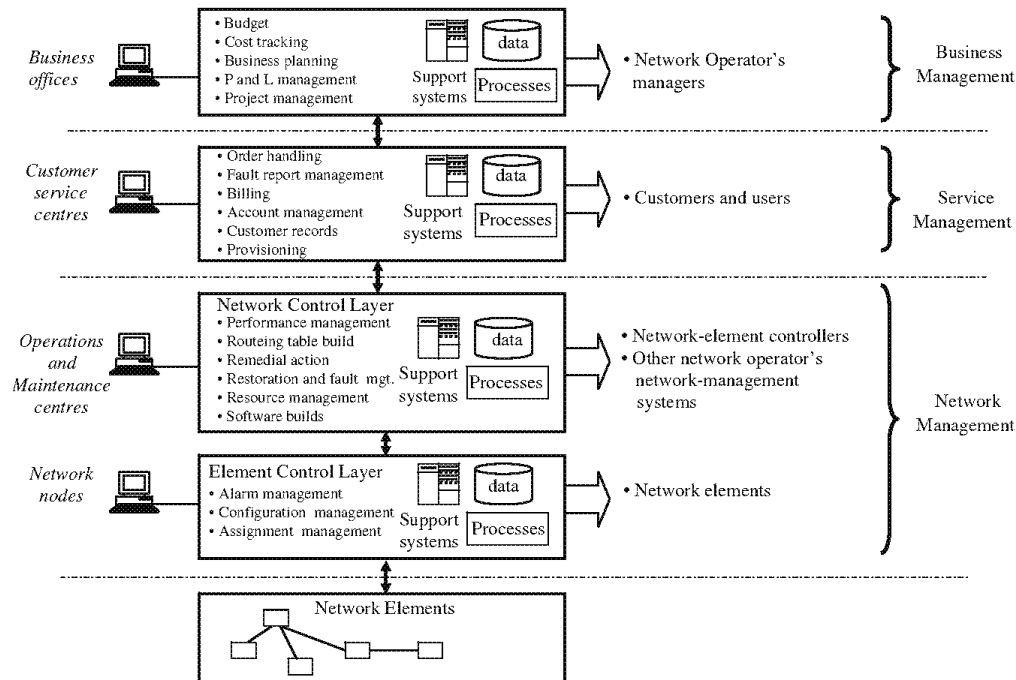 Business
offices
• Budget
• Cost tracking
• Business planning
• P and L management
• Project management
Support
systems
data
Processes
• Network Operator's
managers
Business
Management
Customer
service
centres
• Order handling
• Fault report management
• Billing
• Account management
• Customer records
• Provisioning
Support
systems
data
Processes
• Customers and users
Service
Management
Operations
and
Maintenance
centres
Network Control Layer
• Performance management
• Routeing table build
• Remedial action
• Restoration and fault mgt.
• Resource management
• Software builds
Support
systems
data
Processes
• Network-element controllers
• Other network operator's
network-management
systems
Network
Management
Network
nodes
Element Control Layer
• Alarm management
• Configuration management
• Assignment management
Support
systems
data
Processes
• Network elements
Network Elements